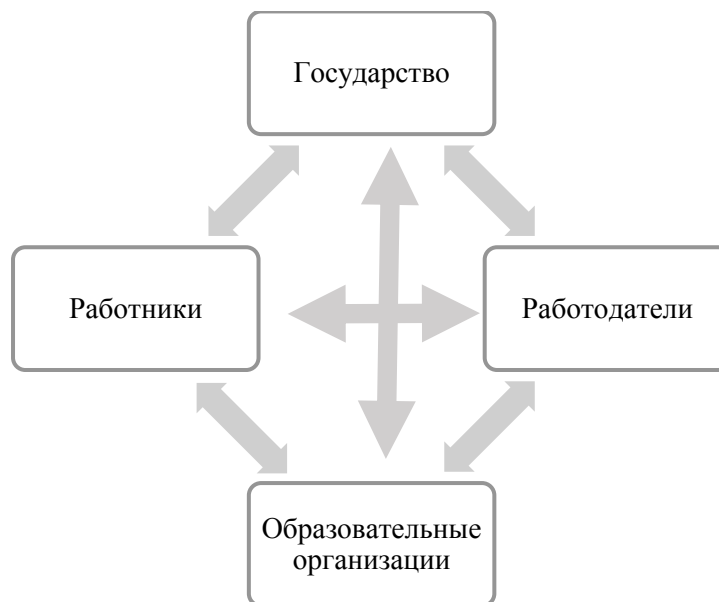 Государство
Работники
Работодатели
Образовательные
организации